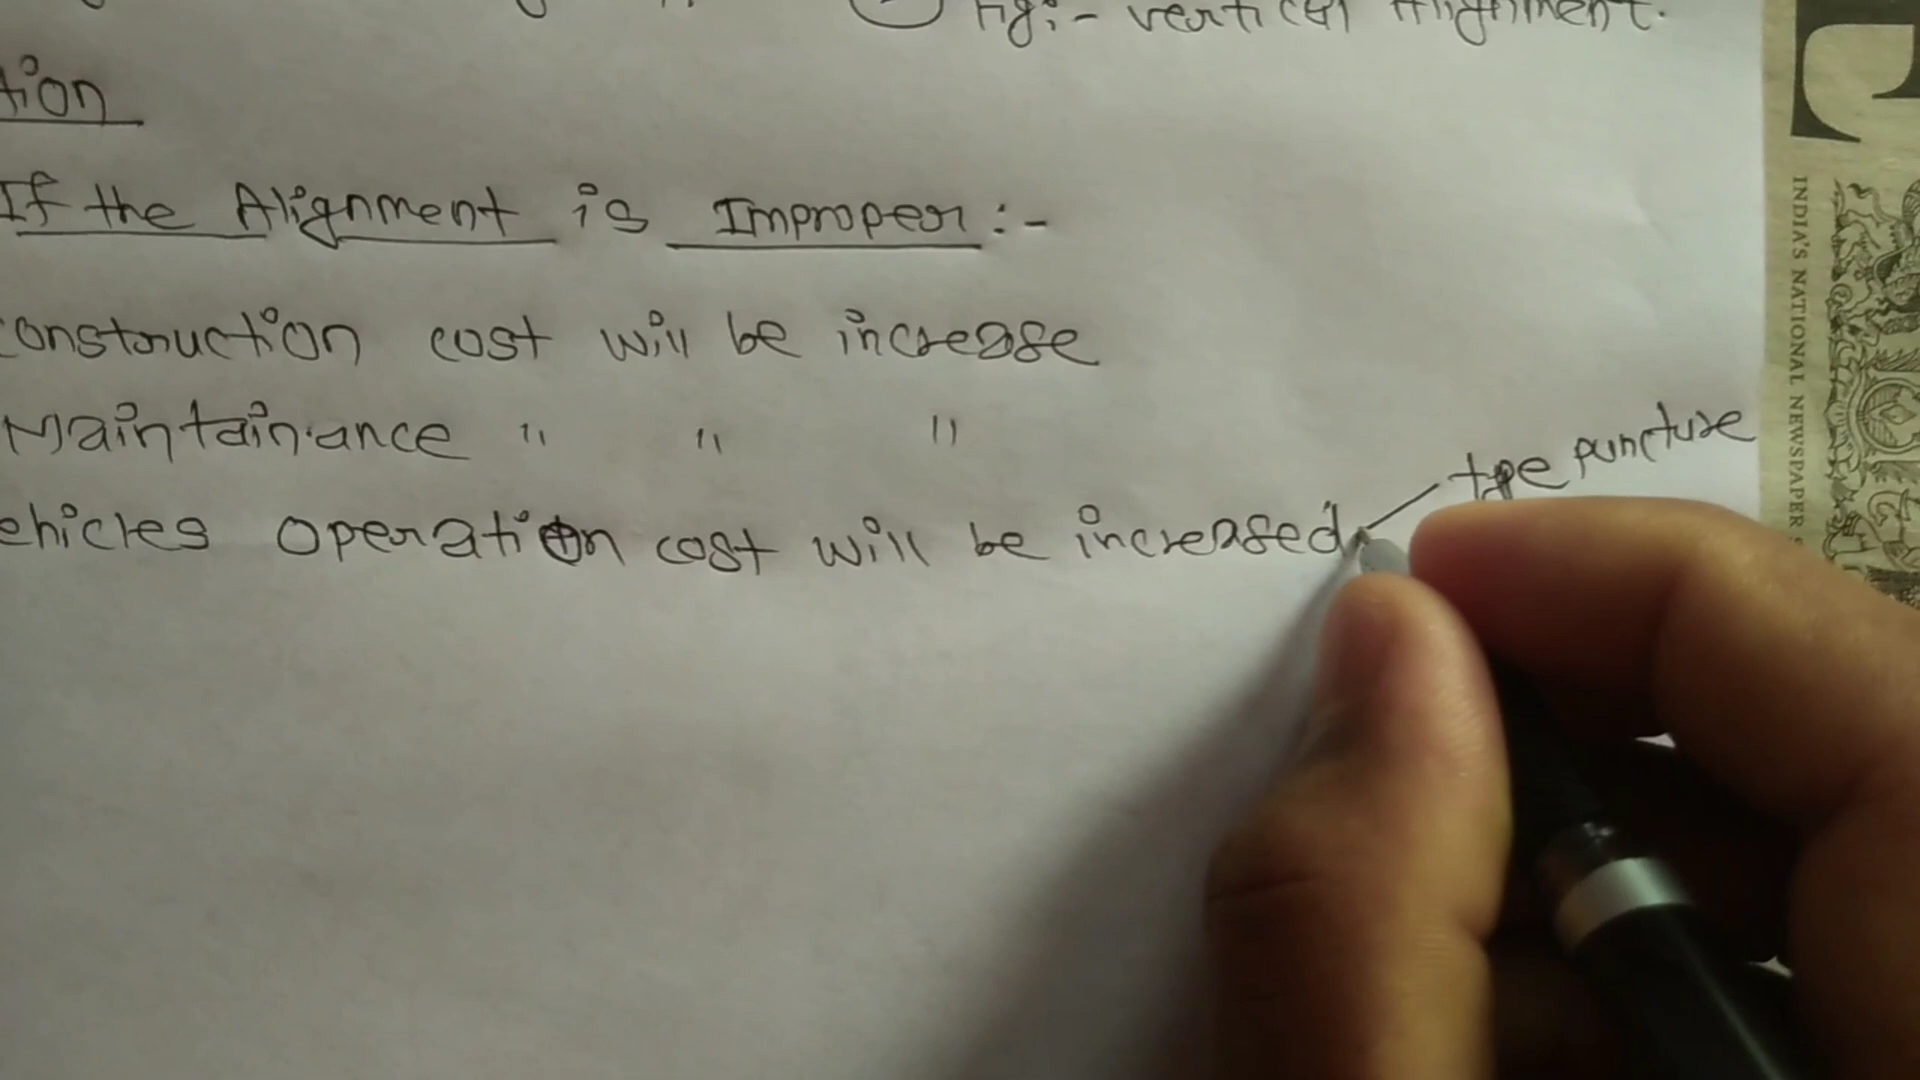 Fig:- vertical Alignment.
tion
If the Alignment is Improper :-
construction cost will be increase
Maintainance " " "
ehicles operation cost will be increased
puncture
INDIA'S NATIONAL NEWSPAPER